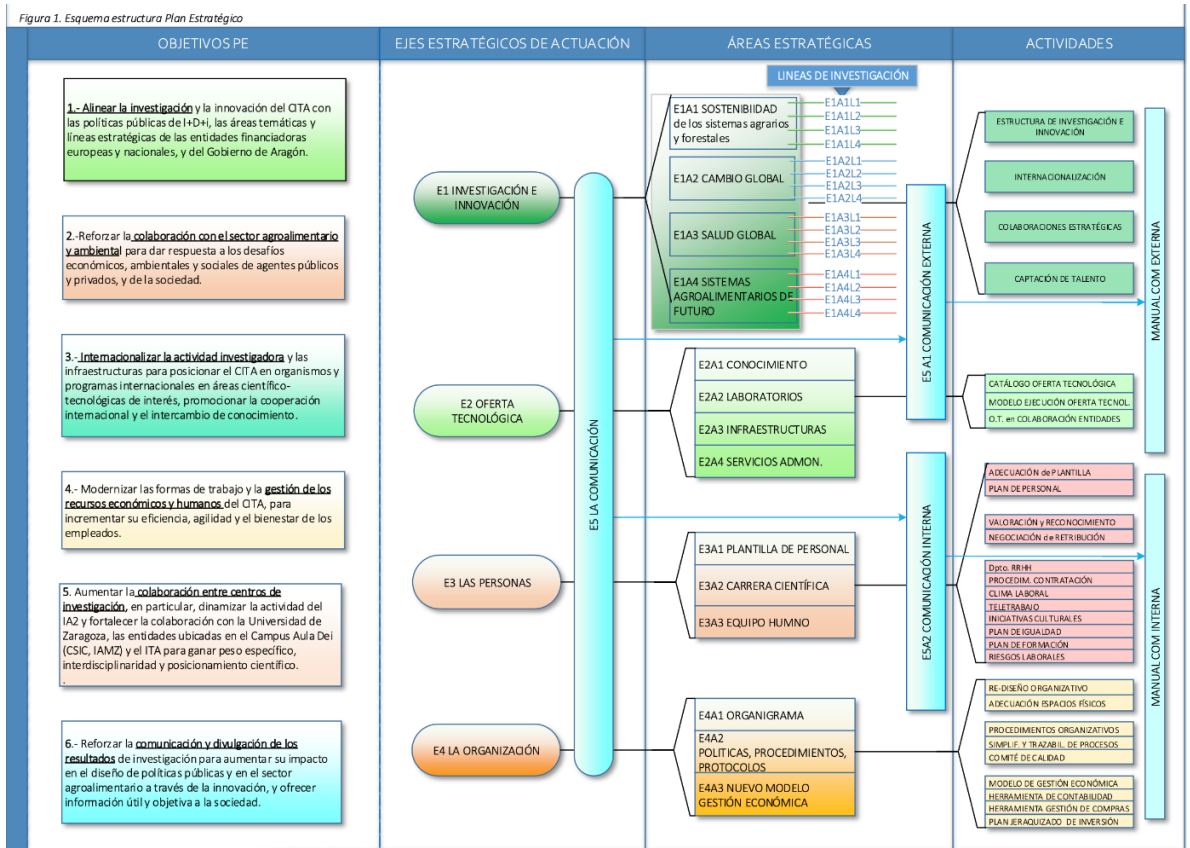 Figura 1. Esquema estructura Plan Estratégico
OBJETIVOS PE
EJES ESTRATÉGICOS DE ACTUACIÓN
ÁREAS ESTRATÉGICAS
ACTIVIDADES
1.- Alinear la investigación y la innovación del CITA con
las políticas públicas de I+D+i, las áreas temáticas y
líneas estratégicas de las entidades financiadoras
europeas y nacionales, y del Gobierno de Aragón.
2.-Reforzar la colaboración con el sector agroalimentario
y ambiental para dar respuesta a los desafíos
económicos, ambientales y sociales de agentes públicos
y privados, y de la sociedad.
3.- Internacionalizar la actividad investigadora y las
infraestructuras para posicionar el CITA en organismos y
programas internacionales en áreas científico-
tecnológicas de interés, promocionar la cooperación
internacional y el intercambio de conocimiento.
4.- Modernizar las formas de trabajo y la gestión de los
recursos económicos y humanos del CITA, para
incrementar su eficiencia, agilidad y el bienestar de los
empleados.
5. Aumentar la colaboración entre centros de
investigación, en particular, dinamizar la actividad del
IA2 y fortalecer la colaboración con la Universidad de
Zaragoza, las entidades ubicadas en el Campus Aula Dei
(CSIC, IAMZ) y el ITA para ganar peso específico,
interdisciplinaridad y posicionamiento científico.
.
6.- Reforzar la comunicación y divulgación de los
resultados de investigación para aumentar su impacto
en el diseño de políticas públicas y en el sector
agroalimentario a través de la innovación, y ofrecer
información útil y objetiva a la sociedad.
E1 INVESTIGACIÓN E
INNOVACIÓN
E2 OFERTA
TECNOLÓGICA
E3 LAS PERSONAS
E4 LA ORGANIZACIÓN
E5 LA COMUNICACIÓN
LINEAS DE INVESTIGACIÓN
E1A1 SOSTENIBIIDAD
de los sistemas agrarios
y forestales
E1A1L1
E1A1L2
E1A1L3
E1A1L4
E1A2 CAMBIO GLOBAL
E1A2L1
E1A2L2
E1A2L3
E1A2L4
E1A3 SALUD GLOBAL
E1A3L1
E1A3L2
E1A3L3
E1A3L4
E1A4 SISTEMAS
AGROALIMENTARIOS DE
FUTURO
E1A4L1
E1A4L2
E1A4L3
E1A4L4
E2A1 CONOCIMIENTO
E2A2 LABORATORIOS
E2A3 INFRAESTRUCTURAS
E2A4 SERVICIOS ADMON.
E3A1 PLANTILLA DE PERSONAL
E3A2 CARRERA CIENTÍFICA
E3A3 EQUIPO HUMNO
E4A1 ORGANIGRAMA
E4A2
POLITICAS, PROCEDIMENTOS,
PROTOCOLOS
E4A3 NUEVO MODELO
GESTIÓN ECONÓMICA
E5 A1 COMUNICACIÓN EXTERNA
E5A2 COMUNICACIÓN INTERNA
ESTRUCTURA DE INVESTIGACIÓN E
INNOVACIÓN
INTERNACIONALIZACIÓN
COLABORACIONES ESTRATÉGICAS
CAPTACIÓN DE TALENTO
CATÁLOGO OFERTA TECNOLÓGICA
MODELO EJECUCIÓN OFERTA TECNOL.
O.T. en COLABORACIÓN ENTIDADES
ADECUACIÓN de PLANTILLA
PLAN DE PERSONAL
VALORACIÓN y RECONOCIMIENTO
NEGOCIACIÓN de RETRIBUCIÓN
Dpto. RRHH
PROCEDIM. CONTRATACIÓN
CLIMA LABORAL
TELETRABAJO
INICIATIVAS CULTURALES
PLAN DE IGUALDAD
PLAN DE FORMACIÓN
RIESGOS LABORALES
RE-DISEÑO ORGANIZATIVO
ADECUACIÓN ESPACIOS FÍSICOS
PROCEDIMENTOS ORGANIZATIVOS
SIMPLIF. Y TRAZABIL. DE PROCESOS
COMITÉ DE CALIDAD
MODELO DE GESTIÓN ECONÓMICA
HERRAMIENTA DE CONTABILIDAD
HERRAMIENTA GESTIÓN DE COMPRAS
PLAN JERAQUIZADO DE INVERSIÓN
MANUAL COM EXTERNA
MANUAL COM INTERNA